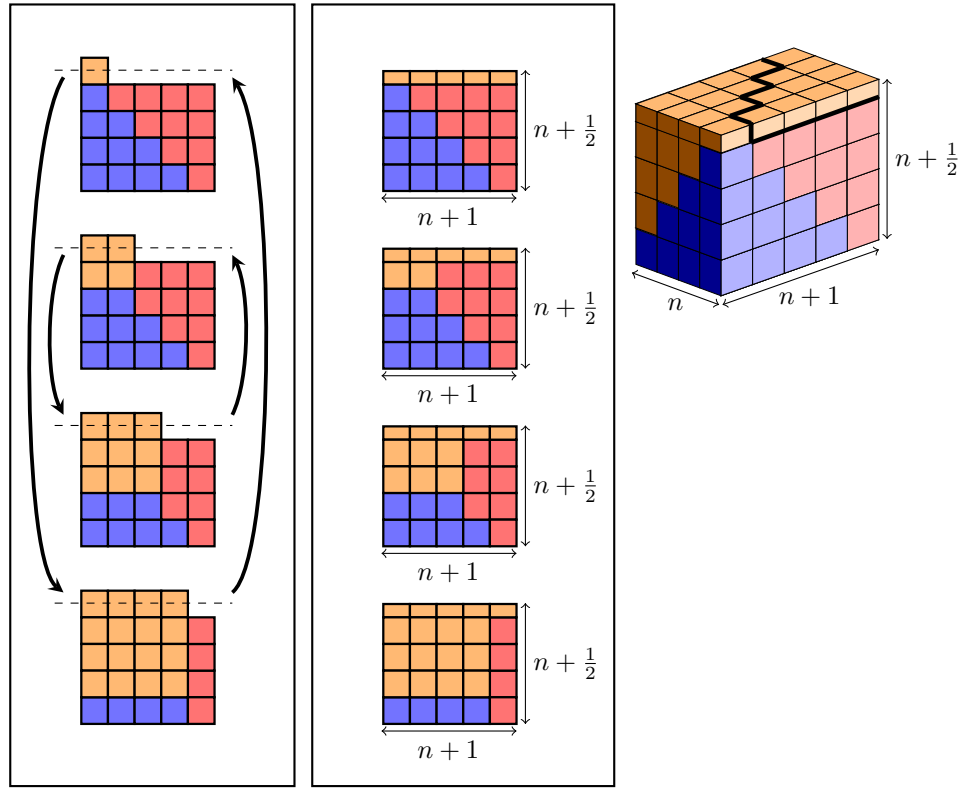 n + 1/2
n + 1
n + 1/2
n + 1
n + 1/2
n + 1
n + 1/2
n + 1
n + 1/2
n
n + 1